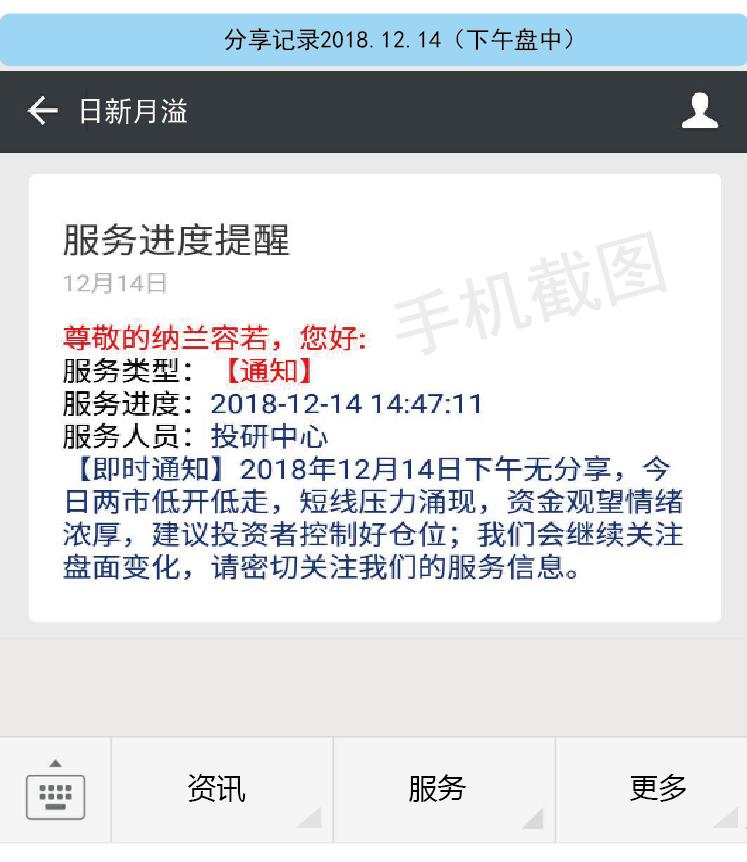 分享记录2018.12.14（下午盘中）
日新月溢
服务进度提醒
12月14日
手机截图
尊敬的纳兰容若，您好:
服务类型：【通知】
服务进度：2018-12-14 14:47:11
服务人员：投研中心
【即时通知】2018年12月14日下午无分享，今
日两市低开低走，短线压力涌现，资金观望情绪
浓厚，建议投资者控制好仓位；我们会继续关注
盘面变化，请密切关注我们的服务信息。
资讯
服务
更多